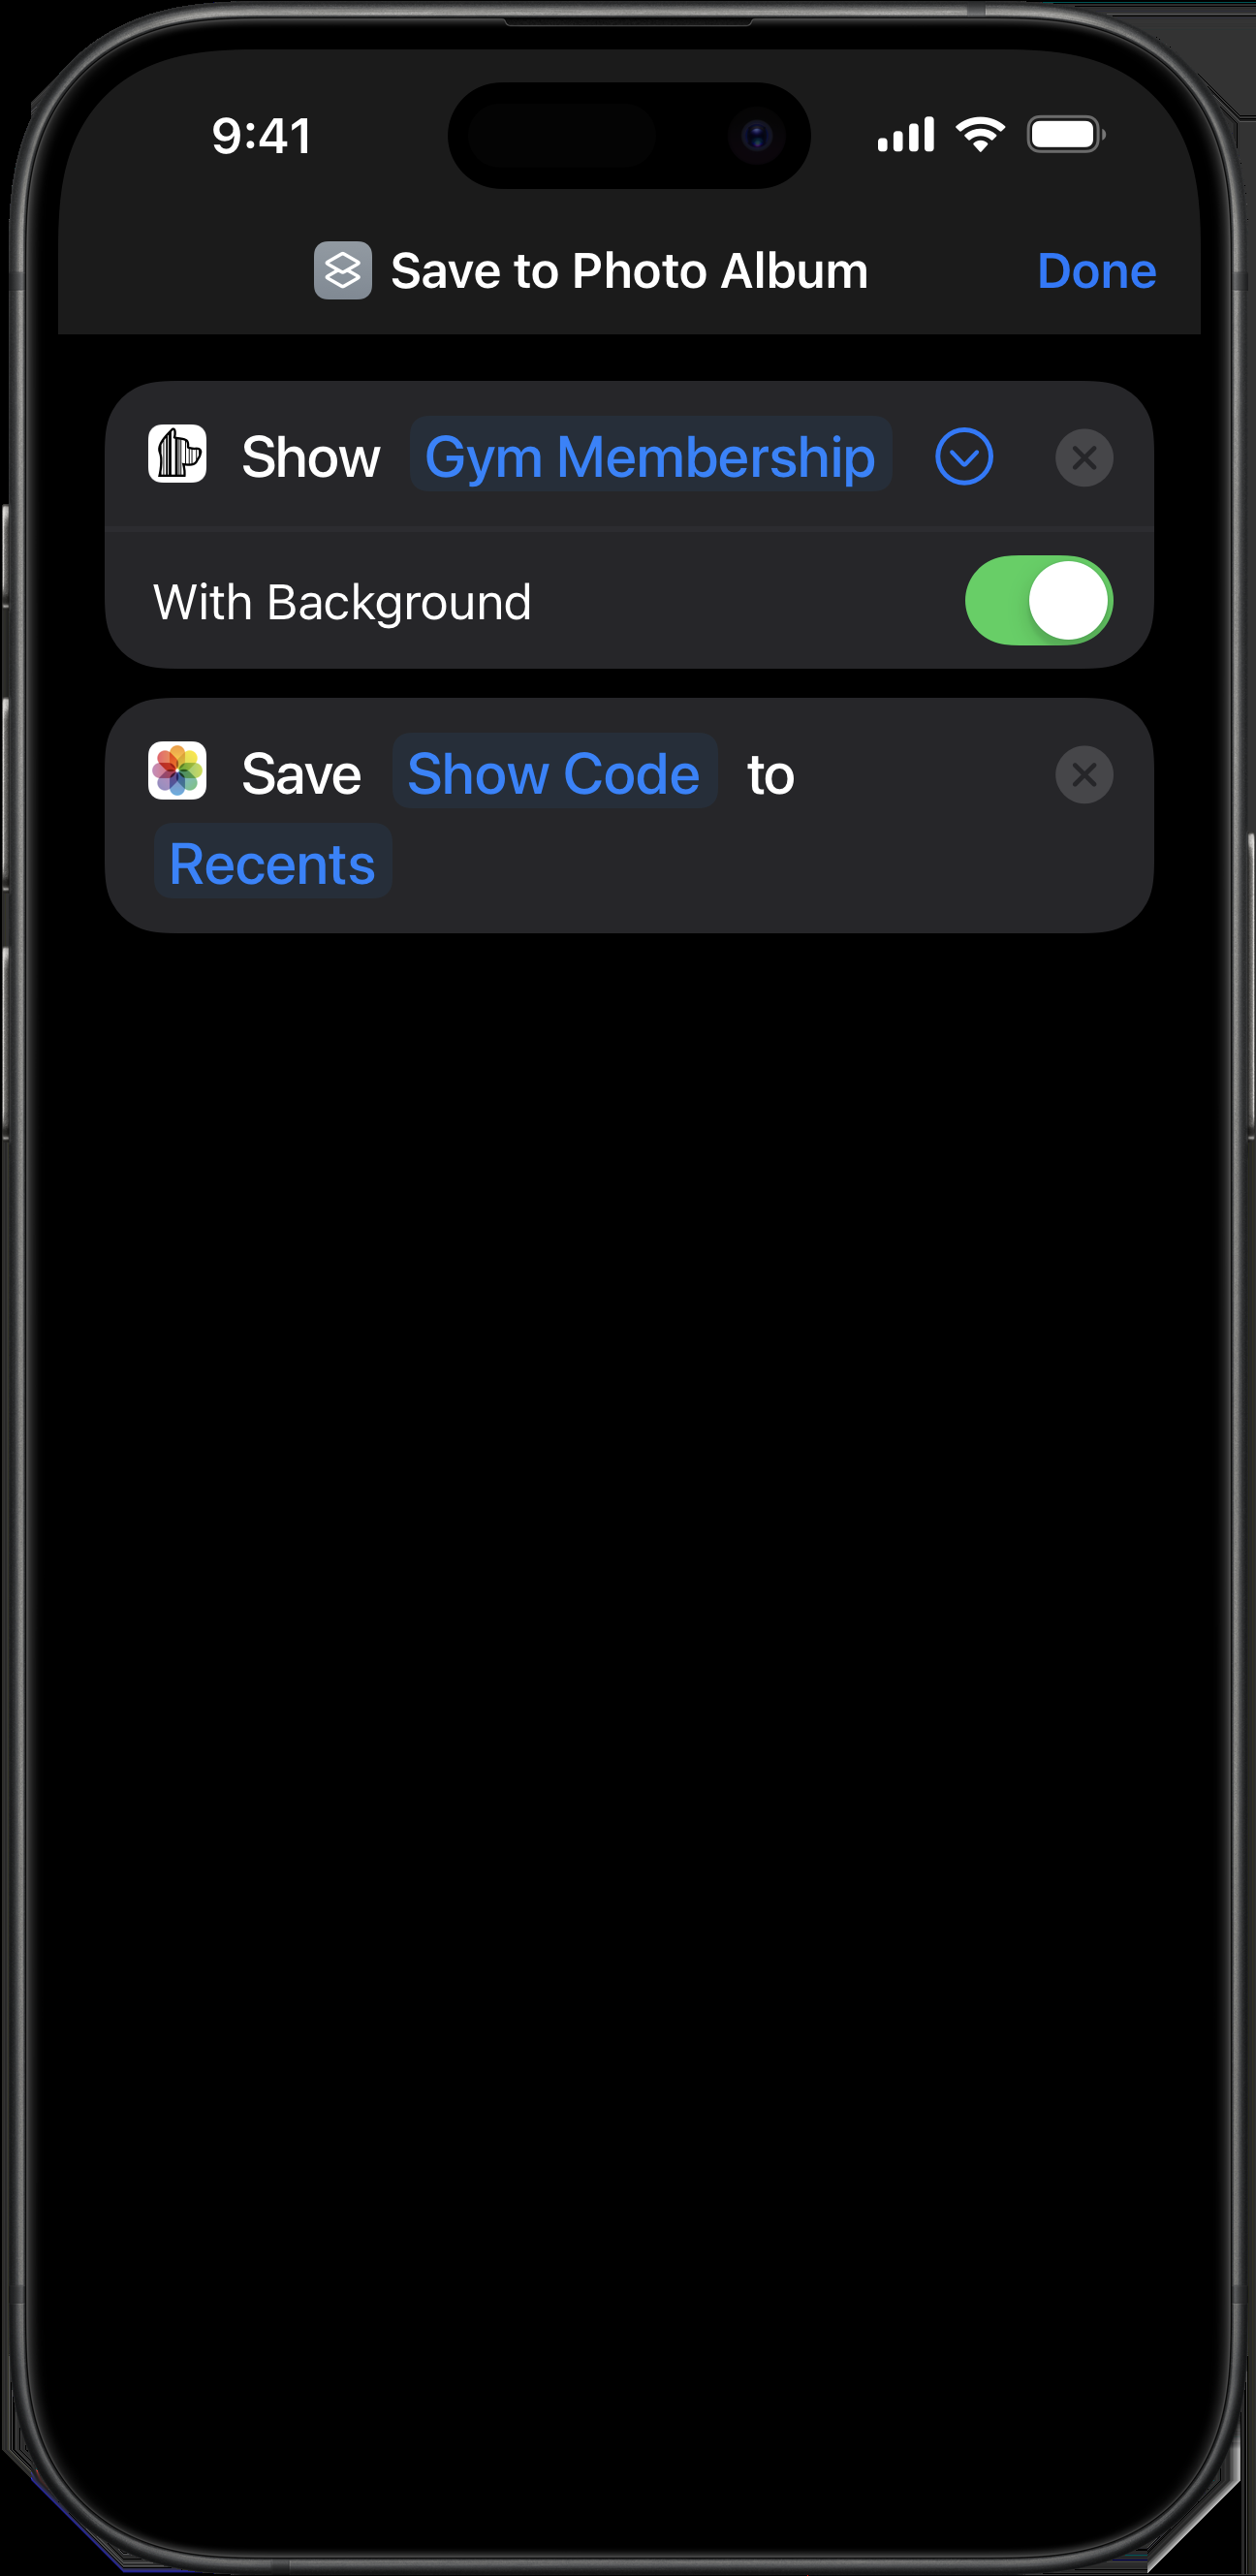 9:41
Save to Photo Album
Done
Show Gym Membership
With Background
Save Show Code to
Recents